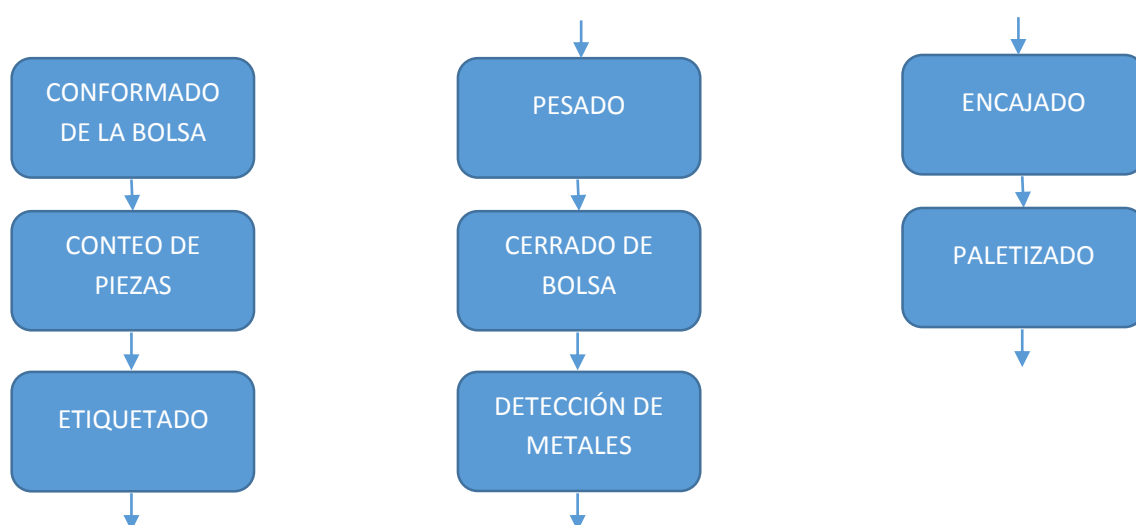 CONFORMADO
DE LA BOLSA
CONTEO DE
PIEZAS
ETIQUETADO
PESADO
CERRADO DE
BOLSA
DETECCIÓN DE
METALES
ENCAJADO
PALETIZADO